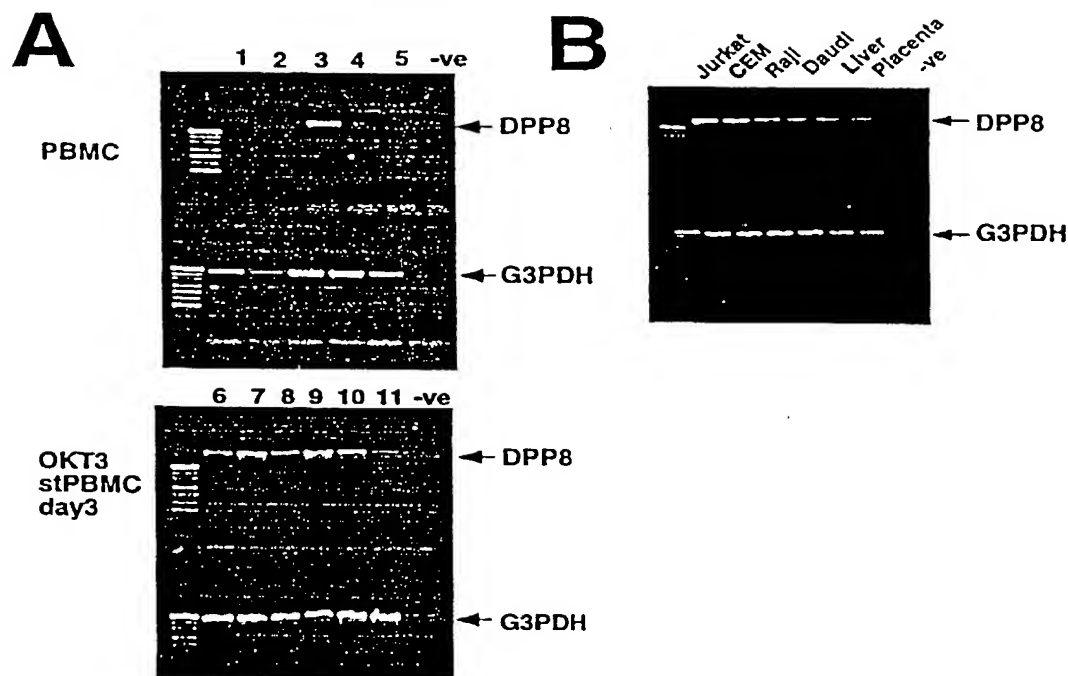 A
1 2 3 4 5 -ve
DPP8
PBMC
G3PDH
6 7 8 9 10 11 -ve
OKT3
stPBMC
day3
DPP8
G3PDH
B
Jurkat CEM Raji Daudi Liver Placenta -ve
DPP8
G3PDH